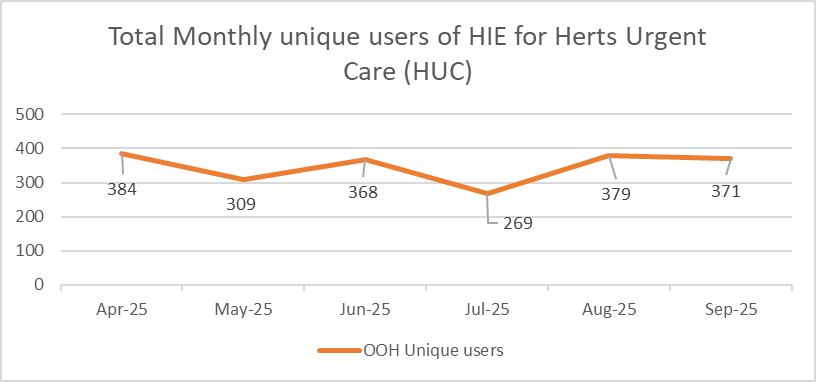 Total Monthly unique users of HIE for Herts Urgent
Care (HUC)
500
400
300
200
100
0
384
309
368
269
379
371
Apr-25
May-25
Jun-25
Jul-25
Aug-25
Sep-25
OOH Unique users